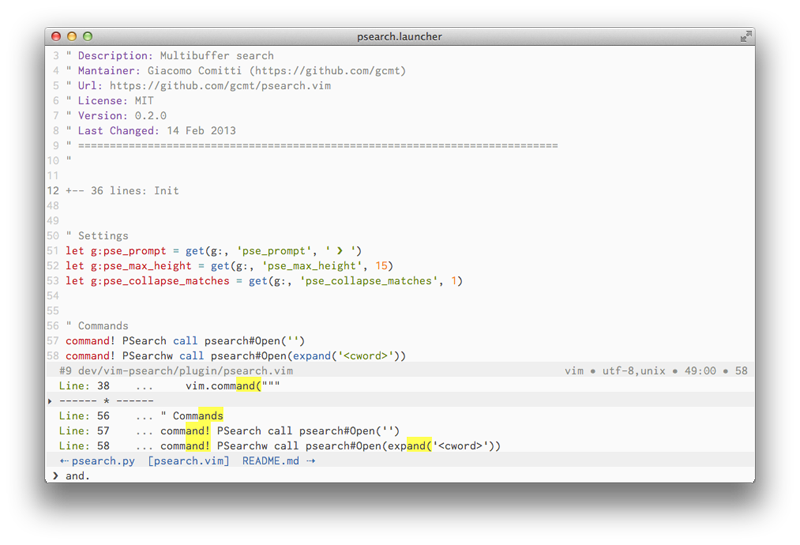 psearch.launcher
3 " Description: Multibuffer search
4 " Mantainer: Giacomo Comitti (https://github.com/gcmt)
5 " Url: https://github.com/gcmt/psearch.vim
6 " License: MIT
7 " Version: 0.2.0
8 " Last Changed: 14 Feb 2013
9 " ============================================================================
10 "
11
12 +-- 36 lines: Init
48
49
50 " Settings
51 let g:pse_prompt = get(g:, 'pse_prompt', ' ❯ ')
52 let g:pse_max_height = get(g:, 'pse_max_height', 15)
53 let g:pse_collapse_matches = get(g:, 'pse_collapse_matches', 1)
54
55
56 " Commands
57 command! PSearch call psearch#Open('')
58 command! PSearchw call psearch#Open(expand('<cword>'))
#9 dev/vim-psearch/plugin/psearch.vim vim • utf-8,unix • 49:00 • 58
Line: 38 ... vim.command("""
------ * ------
Line: 56 ... " Commands
Line: 57 ... command! PSearch call psearch#Open('')
Line: 58 ... command! PSearchw call psearch#Open(expand('<cword>'))
⇠ psearch.py [psearch.vim] README.md ⇢
❯ and.